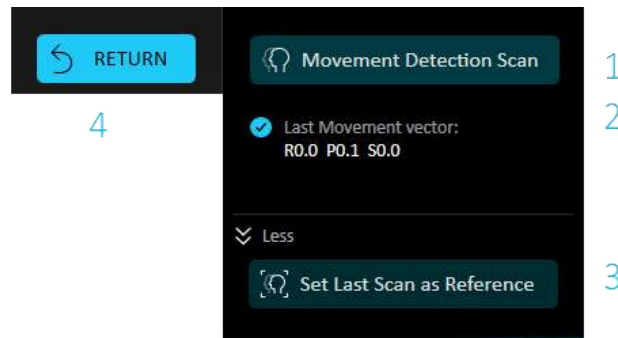 RETURN
Movement Detection Scan
1
4
Last Movement vector:
2
R0.0 P0.1 S0.0
Less
Set Last Scan as Reference
3